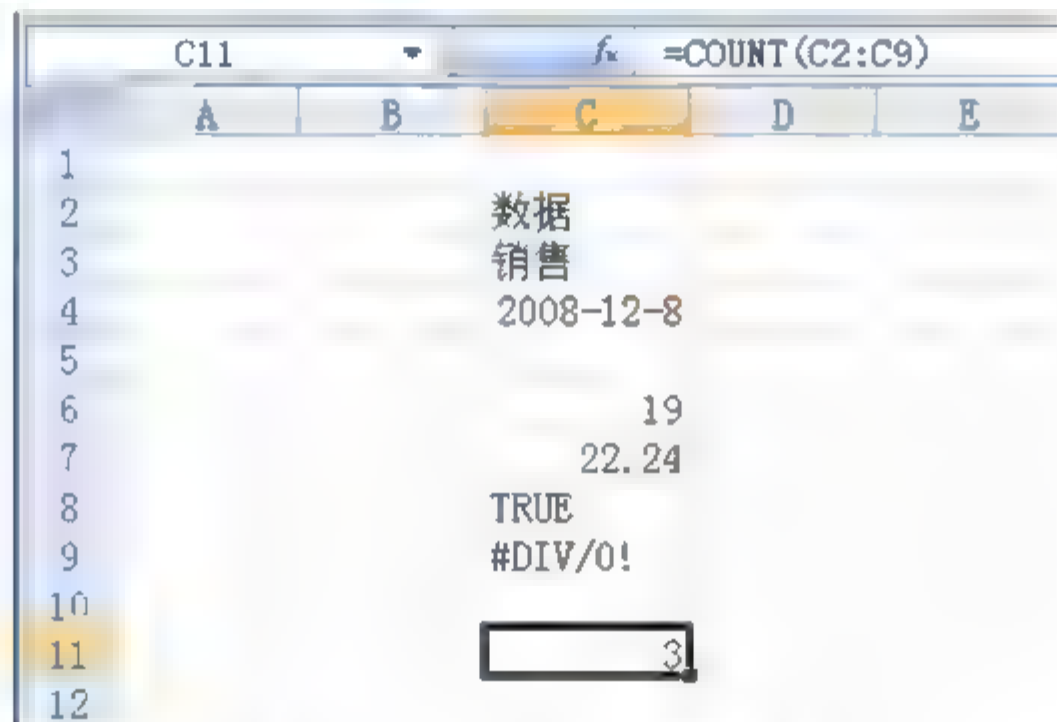 C11 fx =COUNT(C2:C9)
A B C D E
1
2 数据
3 销售
4 2008-12-8
5
6 19
7 22.24
8 TRUE
9 #DIV/0!
10
11 3
12